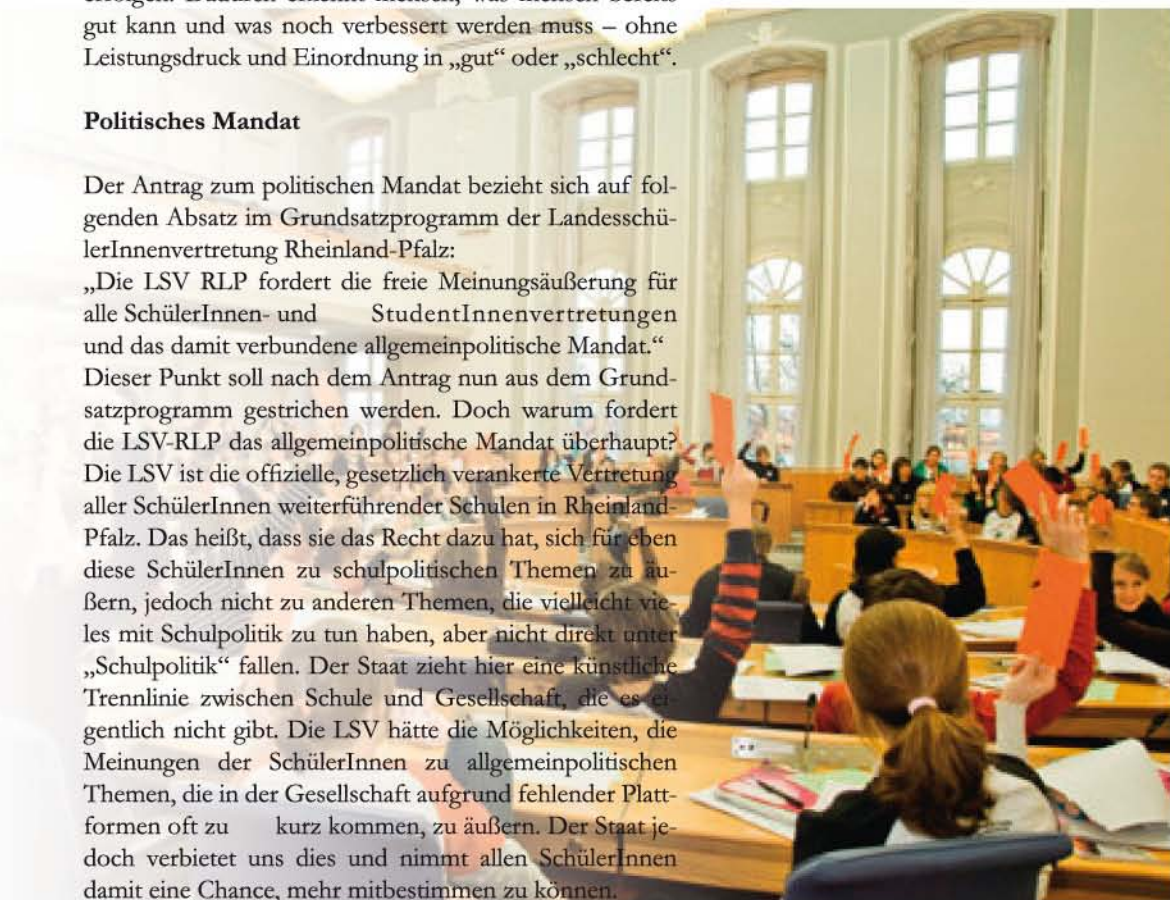 gut kann und was noch verbessert werden muss – ohne
Leistungsdruck und Einordnung in „gut“ oder „schlecht“.
Politisches Mandat
Der Antrag zum politischen Mandat bezieht sich auf fol-
genden Absatz im Grundsatzprogramm der Landesschü-
lerInnenvertretung Rheinland-Pfalz:
„Die LSV RLP fordert die freie Meinungsäußerung für
alle SchülerInnen- und StudentInnenvertretungen
und das damit verbundene allgemeinpolitische Mandat.“
Dieser Punkt soll nach dem Antrag nun aus dem Grund-
satzprogramm gestrichen werden. Doch warum fordert
die LSV-RLP das allgemeinpolitische Mandat überhaupt?
Die LSV ist die offizielle, gesetzlich verankerte Vertretung
aller SchülerInnen weiterführender Schulen in Rheinland-
Pfalz. Das heißt, dass sie das Recht dazu hat, sich für eben
diese SchülerInnen zu schulpolitischen Themen zu äu-
ßern, jedoch nicht zu anderen Themen, die vielleicht vie-
les mit Schulpolitik zu tun haben, aber nicht direkt unter
„Schulpolitik“ fallen. Der Staat zieht hier eine künstliche
Trennlinie zwischen Schule und Gesellschaft, die es ei-
gentlich nicht gibt. Die LSV hätte die Möglichkeiten, die
Meinungen der SchülerInnen zu allgemeinpolitischen
Themen, die in der Gesellschaft aufgrund fehlender Platt-
formen oft zu kurz kommen, zu äußern. Der Staat je-
doch verbietet uns dies und nimmt allen SchülerInnen
damit eine Chance, mehr mitbestimmen zu können.